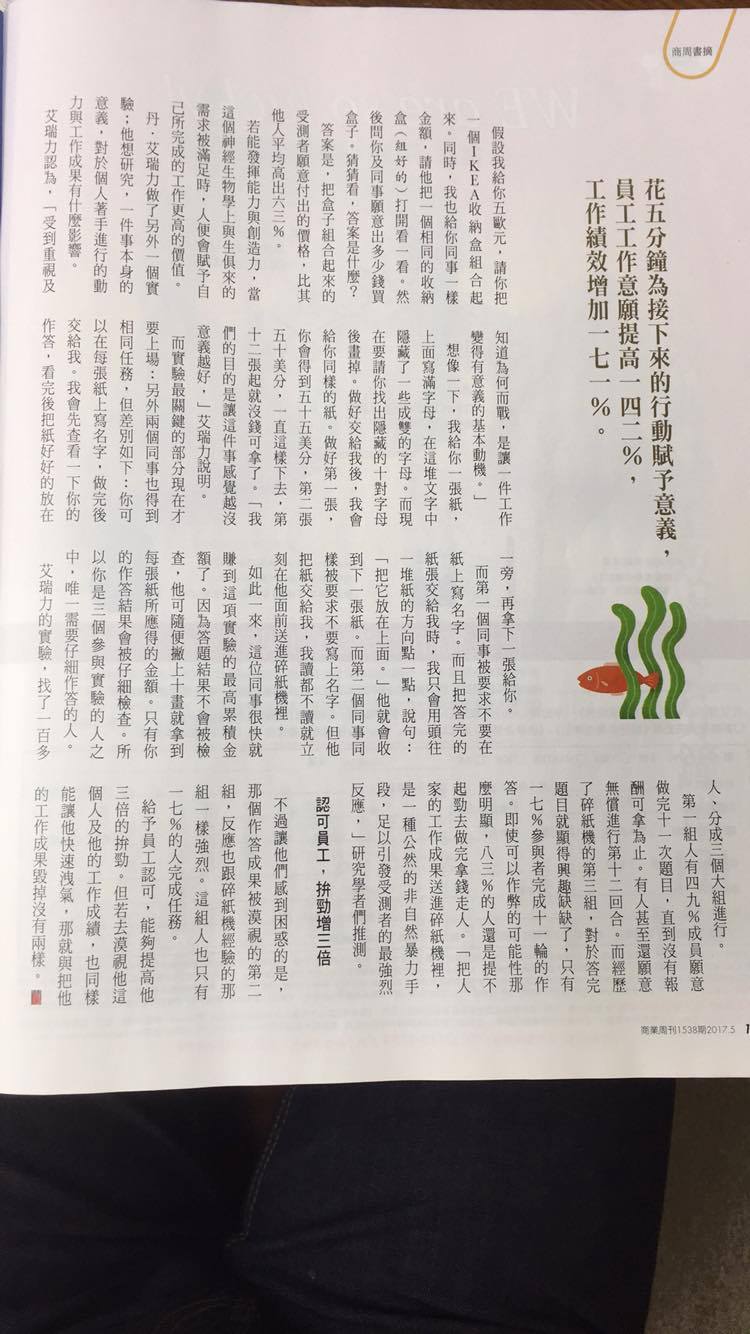 商周書摘
花五分鐘為接下來的行動賦予意義，
員工工作意願提高一四二%，
工作績效增加一七一%。
假設我給你五歐元，請你把
一個IKEA收納盒組合起
來。同時，我也給你同事一樣
金額，請他把一個相同的收納
盒（組好的）打開看一看。然
後問你及同事願意出多少錢買
盒子。猜猜看，答案是什麼？
答案是，把盒子組合起來的
受測者願意付出的價格，比其
他人平均高出六三%。
若能發揮能力與創造力，當
這個神經生物學上與生俱來的
需求被滿足時，人便會賦予自
己所完成的工作更高的價值。
丹．艾瑞力做了另外一個實
驗；他想研究，一件事本身的
意義，對於個人著手進行的動
力與工作成果有什麼影響。
艾瑞力認為，「受到重視及
知道為何而戰，是讓一件工作
變得有意義的基本動機。」
想像一下，我給你一張紙，
上面寫滿字母，在這堆文字中
隱藏了一些成雙的字母。而現
在要請你找出隱藏的十對字母
後畫掉。做好交給我後，我會
給你同樣的紙。做好第一張，
你會得到五十五美分，第二張
五十美分，一直這樣下去，第
十二張起就沒錢可拿了。「我
們的目的是讓這件事感覺越沒
意義越好，」艾瑞力說明。
而實驗最關鍵的部分現在才
要上場：另外兩個同事也得到
相同任務，但差別如下：你可
以在每張紙上寫名字，做完後
交給我。我會先查看一下你的
作答，看完後把紙好好的放在
一旁，再拿下一張給你。
而第一個同事被要求不要在
紙上寫名字。而且把答完的
紙張交給我時，我只會用頭往
一堆紙的方向點一點，說句：
「把它放在上面。」他就會收
到下一張紙。而第二個同事同
樣被要求不要寫上名字。但他
把紙交給我，我讀都不讀就立
刻在他面前送進碎紙機裡。
如此一來，這位同事很快就
賺到這項實驗的最高累積金
額了。因為答題結果不會被檢
查，他可隨便撇上十畫就拿到
每張紙所應得的金額。只有你
的作答結果會被仔細檢查。所
以你是三個參與實驗的人之
中，唯一需要仔細作答的人。
艾瑞力的實驗，找了一百多
人、分成三個大組進行。
第一組人有四九%成員願意
做完十一次題目，直到沒有報
酬可拿為止。有人甚至還願意
無償進行第十二回合。而經歷
了碎紙機的第三組，對於答完
題目就顯得興趣缺缺了，只有
一七%參與者完成十一輪的作
答。即使可以作弊的可能性那
麼明顯，八三%的人還是提不
起勁去做完拿錢走人。「把人
家的工作成果送進碎紙機裡，
是一種公然的非自然暴力手
段，足以引發受測者的最強烈
反應，」研究學者們推測。
認可員工，拚勁增三倍
不過讓他們感到困惑的是，
那個作答成果被漠視的第二
組，反應也跟碎紙機經驗的那
組一樣強烈。這組人也只有
一七%的人完成任務。
給予員工認可，能夠提高他
三倍的拚勁。但若去漠視他這
個人及他的工作成績，也同樣
能讓他快速洩氣，那就與把他
的工作成果毀掉沒有兩樣。
商業周刊1538期2017.5